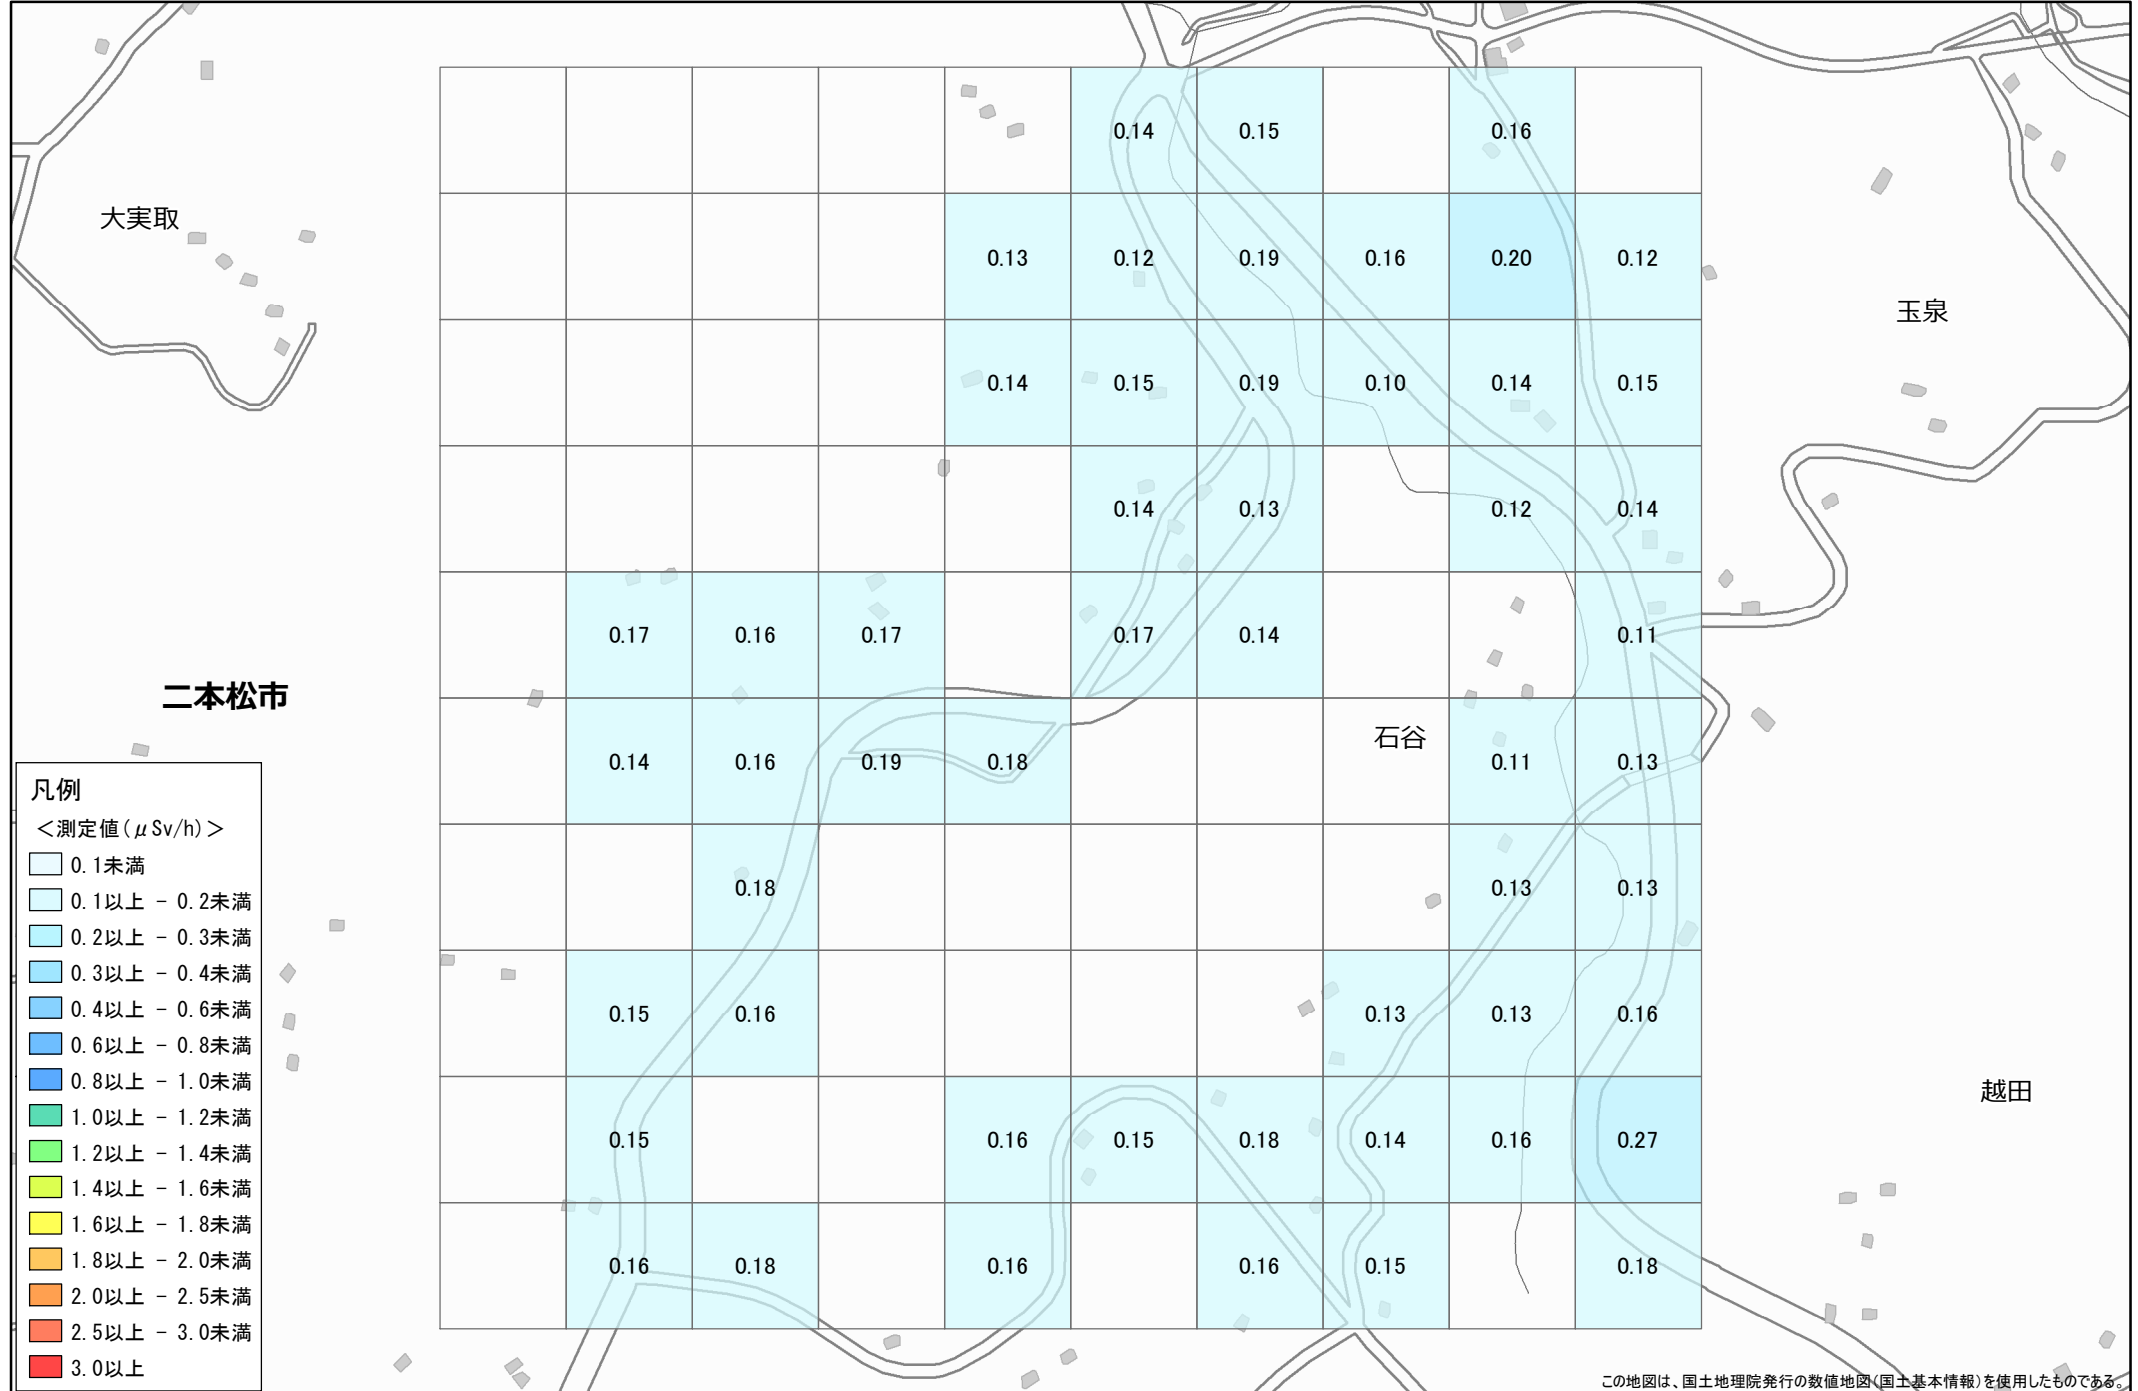 0.14 0.15 0.16
大実取
0.13 0.12 0.19 0.16 0.20 0.12
玉泉
0.14 0.15 0.19 0.10 0.14 0.15
0.14 0.13 0.12 0.14
0.17 0.16 0.17 0.17 0.14 0.11
二本松市
石谷
0.14 0.16 0.19 0.18 0.11 0.13
0.18 0.13 0.13
0.15 0.16 0.13 0.13 0.16
越田
0.15 0.16 0.15 0.18 0.14 0.16 0.27
0.16 0.18 0.16 0.16 0.15 0.18
凡例
＜測定値(μSv/h)＞
0.1未満
0.1以上 - 0.2未満
0.2以上 - 0.3未満
0.3以上 - 0.4未満
0.4以上 - 0.6未満
0.6以上 - 0.8未満
0.8以上 - 1.0未満
1.0以上 - 1.2未満
1.2以上 - 1.4未満
1.4以上 - 1.6未満
1.6以上 - 1.8未満
1.8以上 - 2.0未満
2.0以上 - 2.5未満
2.5以上 - 3.0未満
3.0以上
この地図は、国土地理院発行の数値地図(国土基本情報)を使用したものである。